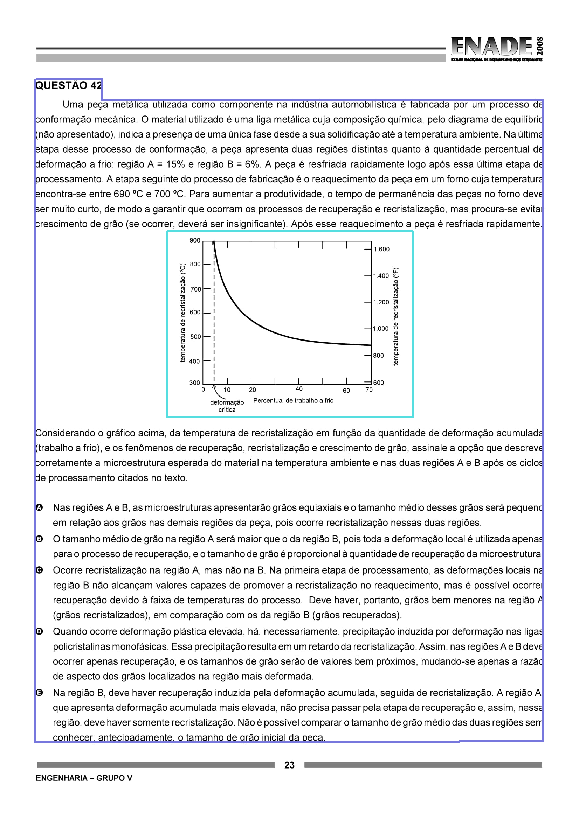 ENADE 2008
EXAME NACIONAL DE DESEMPENHO DOS ESTUDANTES
QUESTÃO 42
Uma peça metálica utilizada como componente na indústria automobilística é fabricada por um processo de
conformação mecânica. O material utilizado é uma liga metálica cuja composição química, pelo diagrama de equilíbrio
(não apresentado), indica a presença de uma única fase desde a sua solidificação até a temperatura ambiente. Na última
etapa desse processo de conformação, a peça apresenta duas regiões distintas quanto à quantidade percentual de
deformação a frio: região A = 15% e região B = 6%. A peça é resfriada rapidamente logo após essa última etapa de
processamento. A etapa seguinte do processo de fabricação é o reaquecimento da peça em um forno cuja temperatura
encontra-se entre 690 ºC e 700 ºC. Para aumentar a produtividade, o tempo de permanência das peças no forno deve
ser muito curto, de modo a garantir que ocorram os processos de recuperação e recristalização, mas procura-se evitar
crescimento de grão (se ocorrer, deverá ser insignificante). Após esse reaquecimento a peça é resfriada rapidamente.
900
800
700
600
500
400
300
temperatura de recristalização (ºC)
1.600
1.400
1.200
1.000
800
600
temperatura de recristalização (ºF)
0 10 20 40 60 70
deformação
crítica
Percentual de trabalho a frio
Considerando o gráfico acima, da temperatura de recristalização em função da quantidade de deformação acumulada
(trabalho a frio), e os fenômenos de recuperação, recristalização e crescimento de grão, assinale a opção que descreve
corretamente a microestrutura esperada do material na temperatura ambiente e nas duas regiões A e B após os ciclos
de processamento citados no texto.
A Nas regiões A e B, as microestruturas apresentarão grãos equiaxiais e o tamanho médio desses grãos será pequeno
em relação aos grãos nas demais regiões da peça, pois ocorre recristalização nessas duas regiões.
B O tamanho médio de grão na região A será maior que o da região B, pois toda a deformação local é utilizada apenas
para o processo de recuperação, e o tamanho de grão é proporcional à quantidade de recuperação da microestrutura
C Ocorre recristalização na região A, mas não na B. Na primeira etapa de processamento, as deformações locais na
região B não alcançam valores capazes de promover a recristalização no reaquecimento, mas é possível ocorrer
recuperação devido à faixa de temperaturas do processo. Deve haver, portanto, grãos bem menores na região A
(grãos recristalizados), em comparação com os da região B (grãos recuperados).
D Quando ocorre deformação plástica elevada, há, necessariamente, precipitação induzida por deformação nas ligas
policristalinas monofásicas. Essa precipitação resulta em um retardo da recristalização. Assim, nas regiões A e B deve
ocorrer apenas recuperação, e os tamanhos de grão serão de valores bem próximos, mudando-se apenas a razão
de aspecto dos grãos localizados na região mais deformada.
E Na região B, deve haver recuperação induzida pela deformação acumulada, seguida de recristalização. A região A,
que apresenta deformação acumulada mais elevada, não precisa passar pela etapa de recuperação e, assim, nessa
região, deve haver somente recristalização. Não é possível comparar o tamanho de grão médio das duas regiões sem
conhecer, antecipadamente, o tamanho de grão inicial da peça.
23
ENGENHARIA – GRUPO V